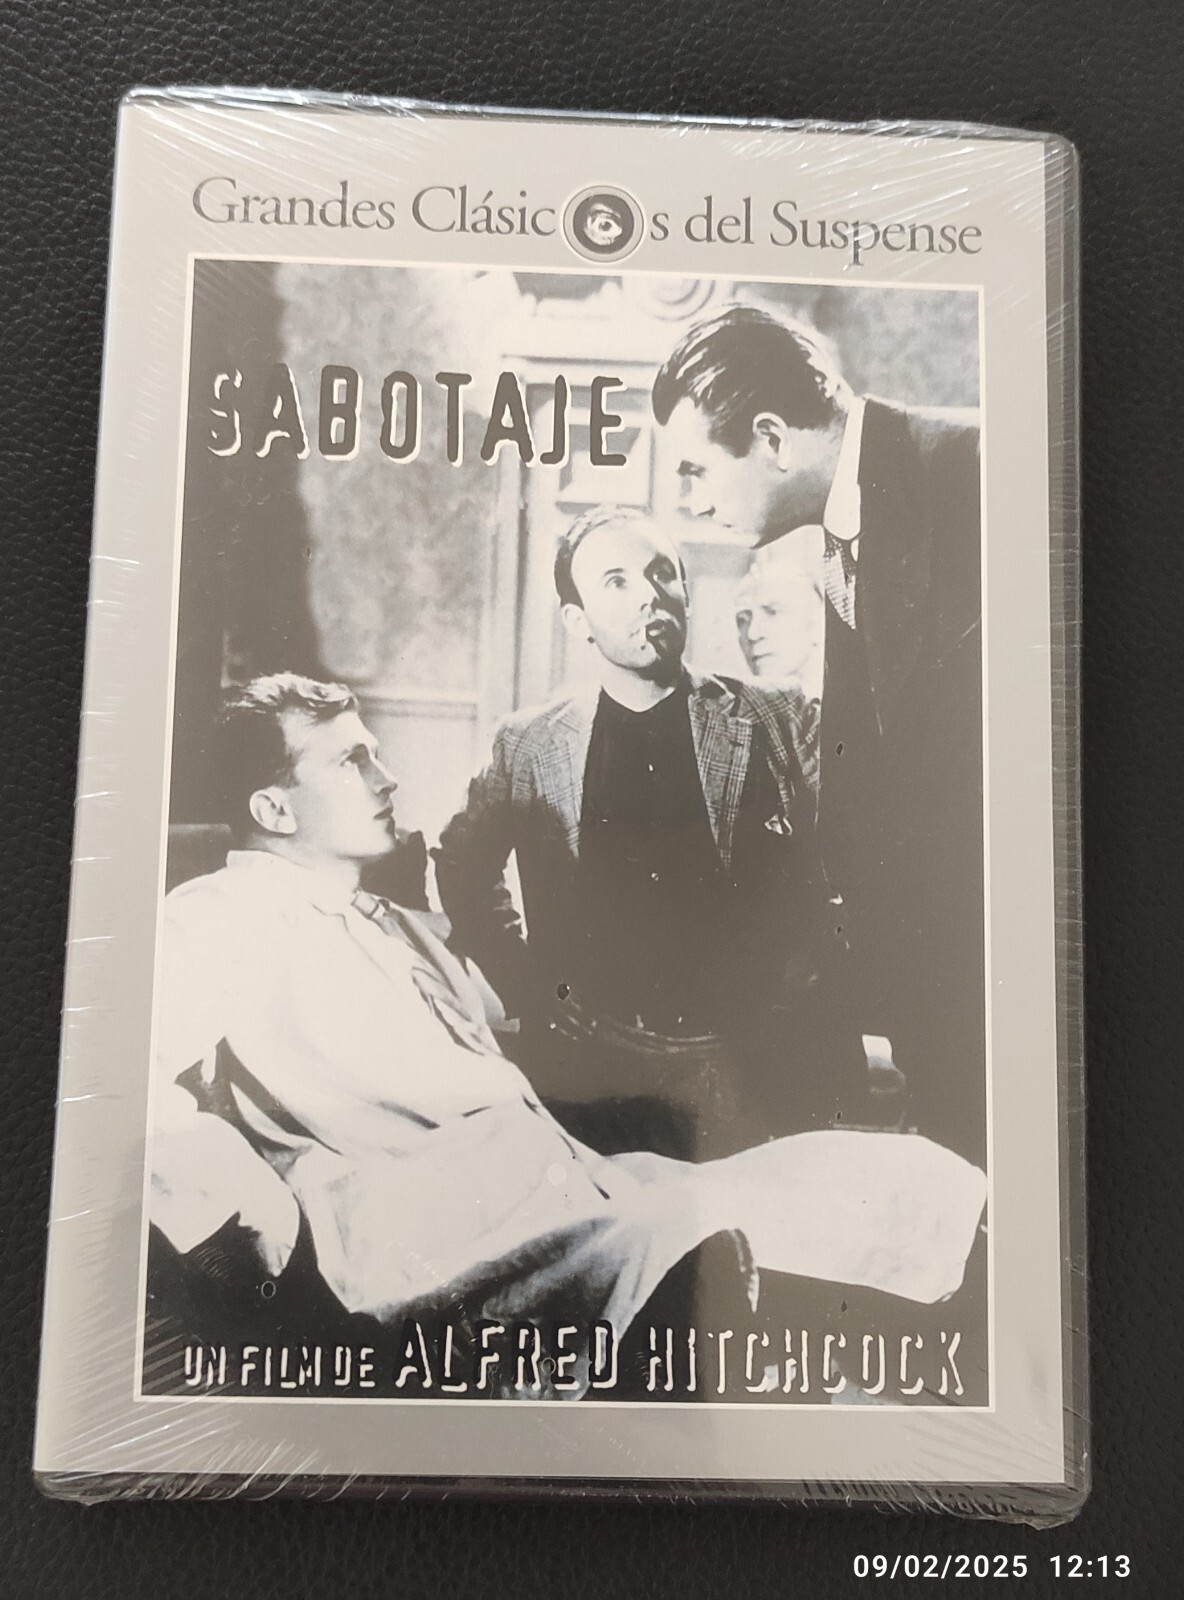 Grandes Clásicos del Suspense
SABOTAJE
UN FILM DE ALFRED HITCHCOCK
09/02/2025 12:13